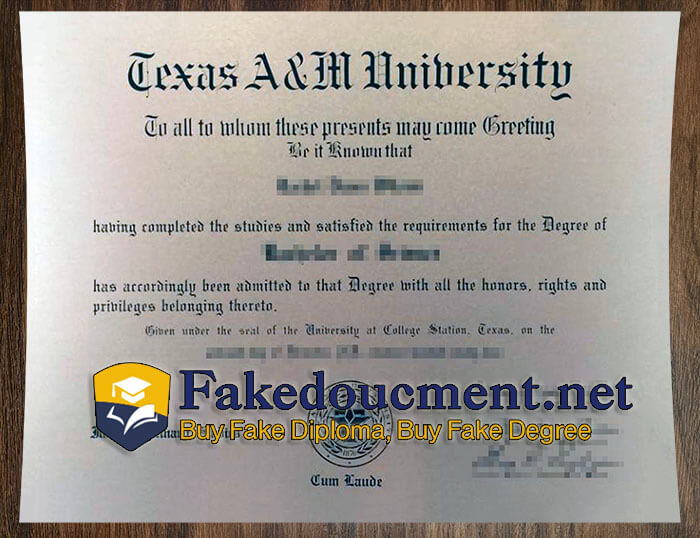 Texas A&M University
To all to whom these presents may come Greeting
Be it Known that
having completed the studies and satisfied the requirements for the Degree of
has accordingly been admitted to that Degree with all the honors, rights and
privileges belonging thereto.
Given under the seal of the University at College Station, Texas, on the
Fakedoucment.net
Buy Fake Diploma, Buy Fake Degree
1876
Cum Laude